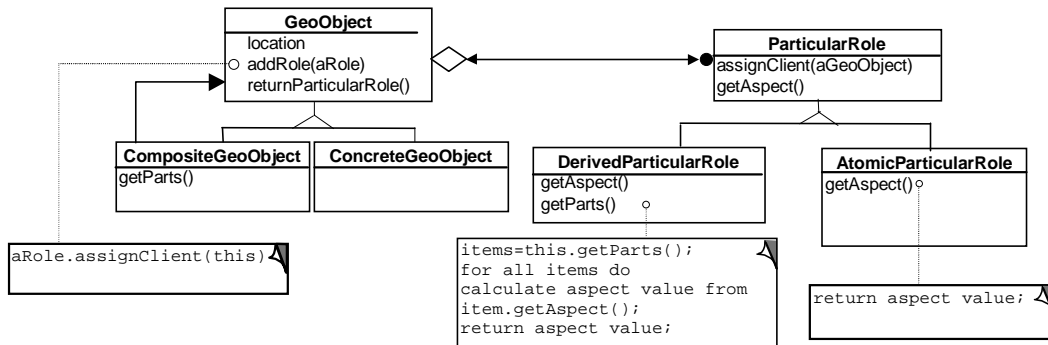 GeoObject
location
addRole(aRole)
returnParticularRole()
ParticularRole
assignClient(aGeoObject)
getAspect()
CompositeGeoObject
getParts()
ConcreteGeoObject
DerivedParticularRole
getAspect()
getParts()
AtomicParticularRole
getAspect()
aRole.assignClient(this)
items=this.getParts();
for all items do
calculate aspect value from
item.getAspect();
return aspect value;
return aspect value;